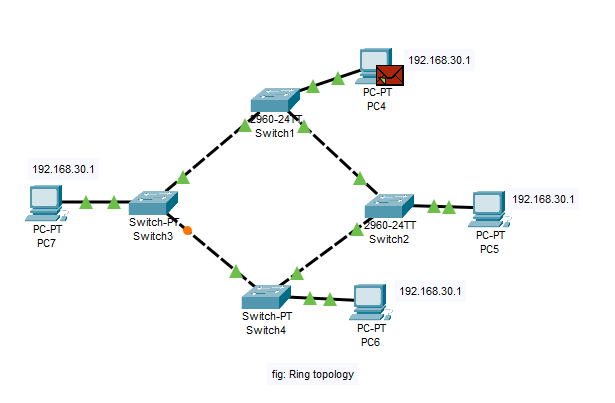 192.168.30.1
PC-PT
PC4
2960-24TT
Switch1
192.168.30.1
PC-PT
PC7
Switch-PT
Switch3
2960-24TT
Switch2
192.168.30.1
PC-PT
PC5
Switch-PT
Switch4
192.168.30.1
PC-PT
PC6
fig: Ring topology